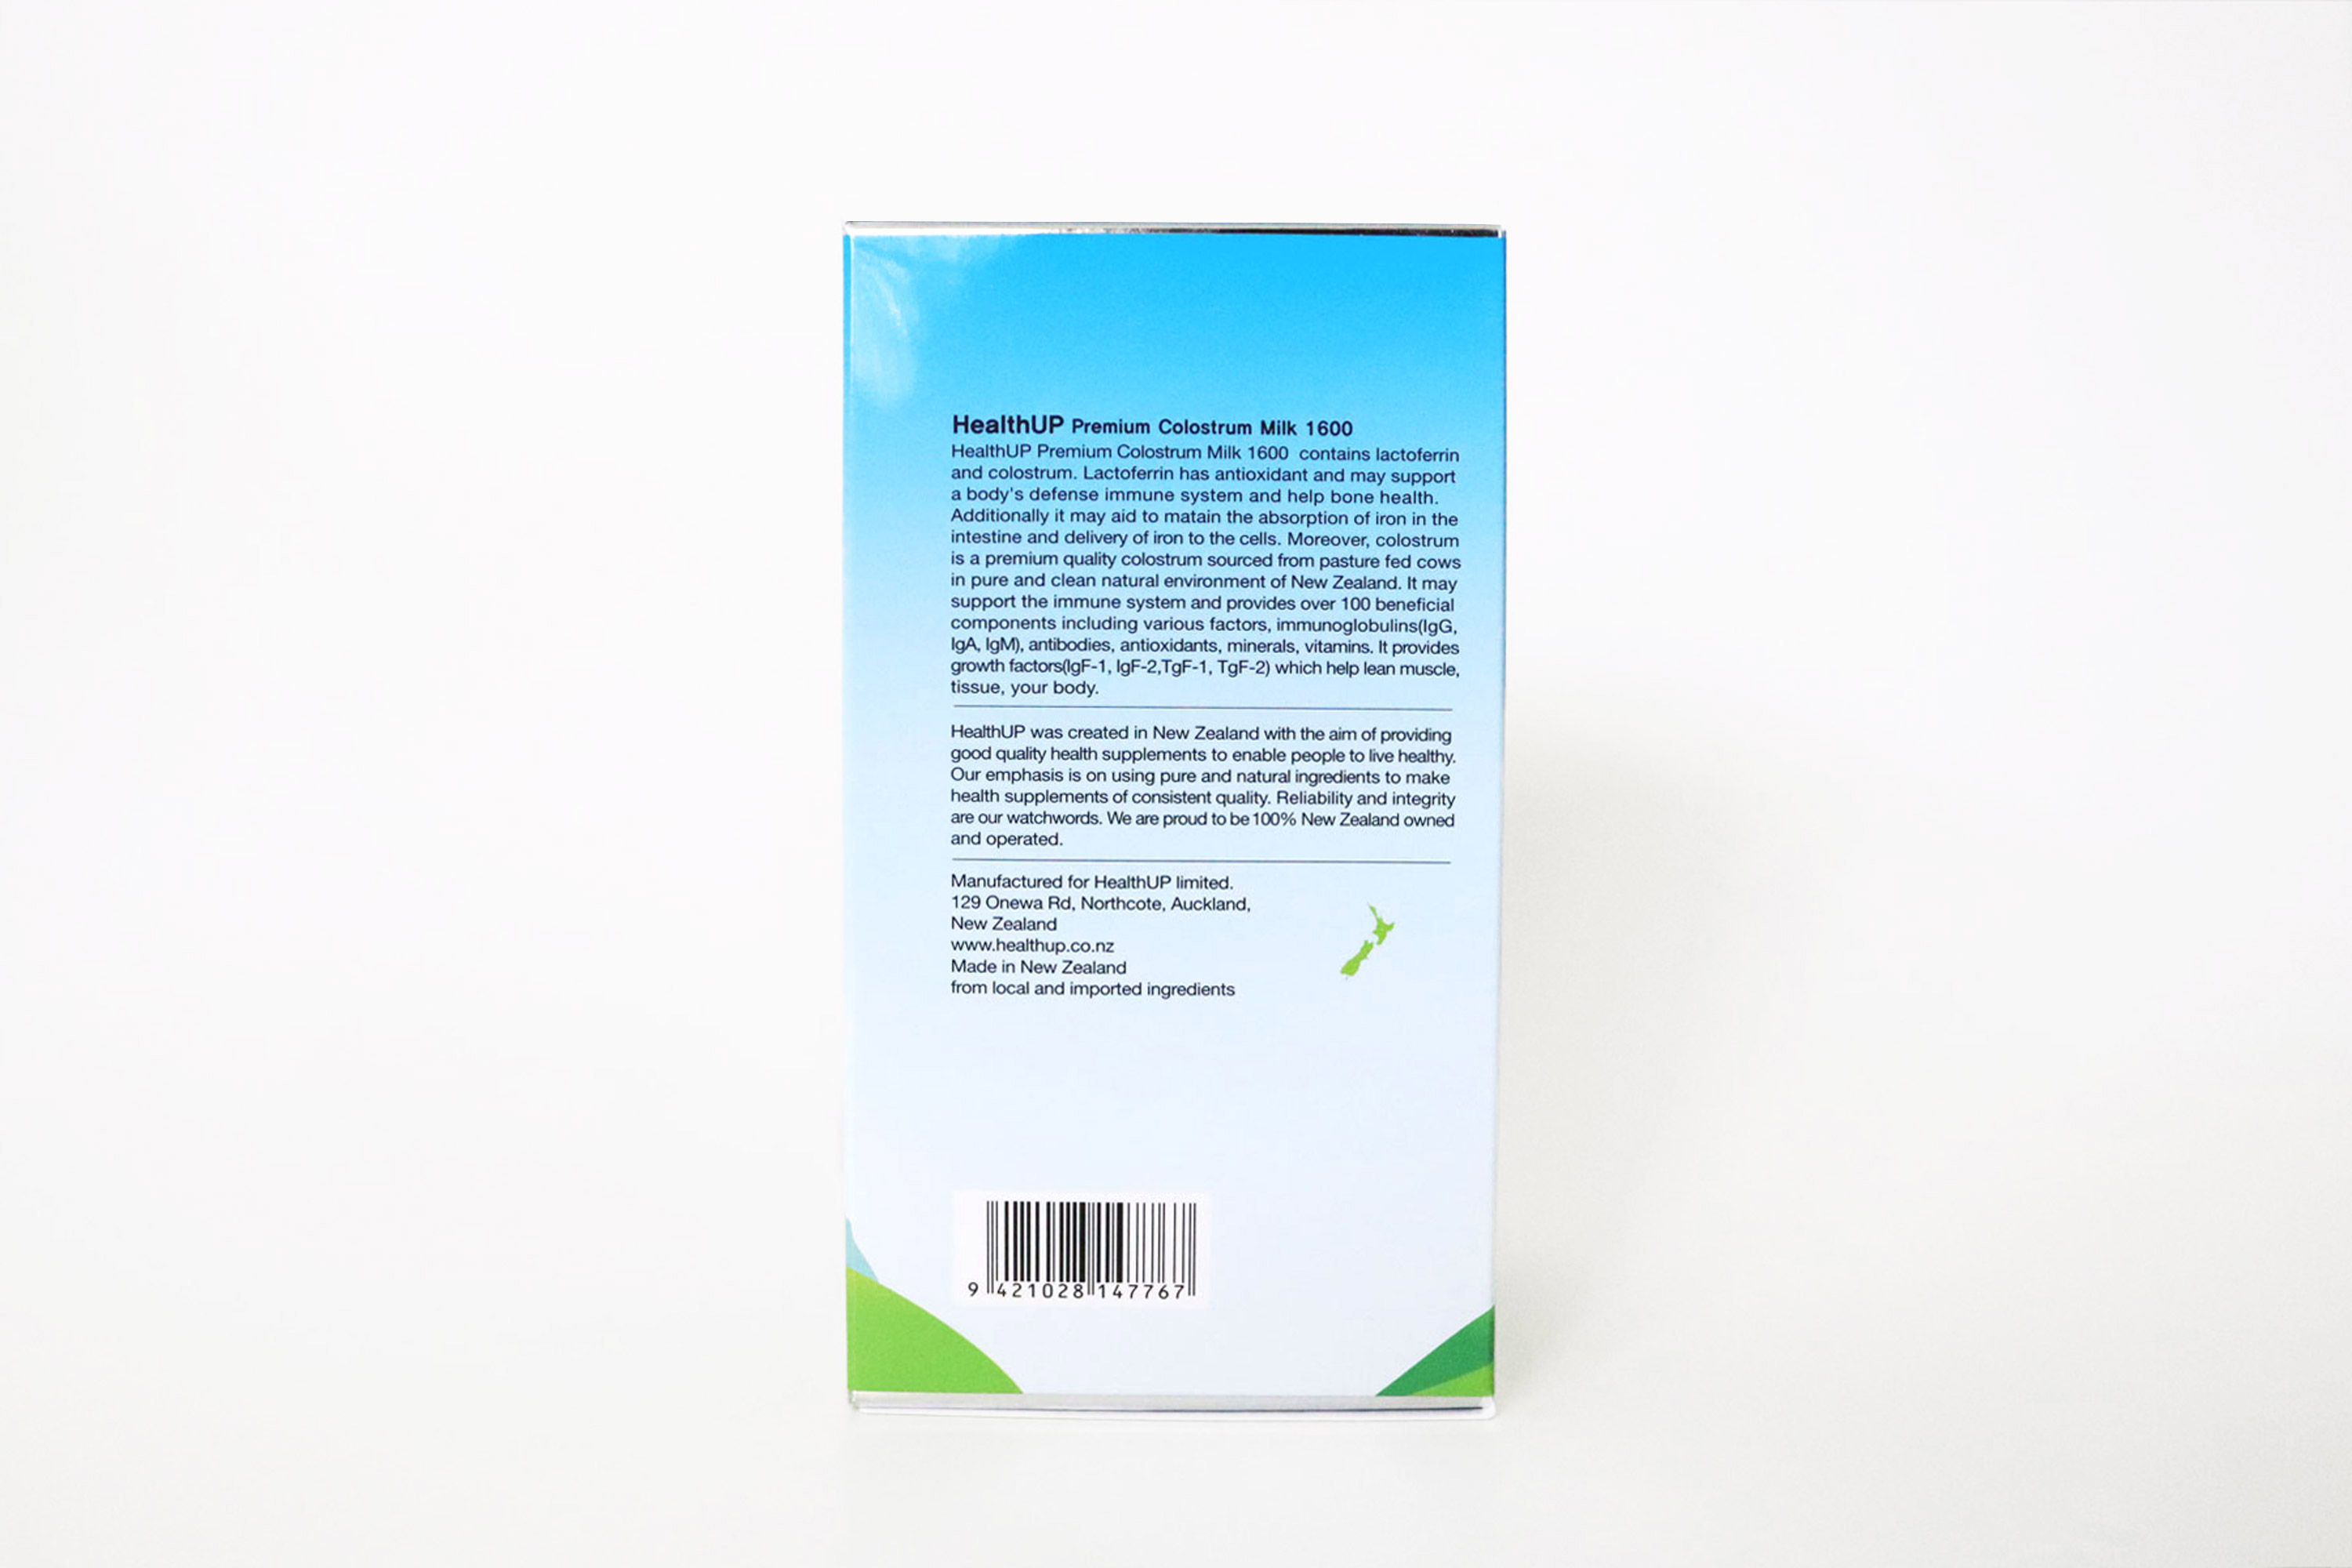 HealthUP Premium Colostrum Milk 1600
HealthUP Premium Colostrum Milk 1600 contains lactoferrin
and colostrum. Lactoferrin has antioxidant and may support
a body's defense immune system and help bone health.
Additionally it may aid to matain the absorption of iron in the
intestine and delivery of iron to the cells. Moreover, colostrum
is a premium quality colostrum sourced from pasture fed cows
in pure and clean natural environment of New Zealand. It may
support the immune system and provides over 100 beneficial
components including various factors, immunoglobulins(IgG,
IgA, IgM), antibodies, antioxidants, minerals, vitamins. It provides
growth factors(IgF-1, IgF-2,TgF-1, TgF-2) which help lean muscle,
tissue, your body.
HealthUP was created in New Zealand with the aim of providing
good quality health supplements to enable people to live healthy.
Our emphasis is on using pure and natural ingredients to make
health supplements of consistent quality. Reliability and integrity
are our watchwords. We are proud to be 100% New Zealand owned
and operated.
Manufactured for HealthUP limited.
129 Onewa Rd, Northcote, Auckland,
New Zealand
www.healthup.co.nz
Made in New Zealand
from local and imported ingredients
9 421028 147767